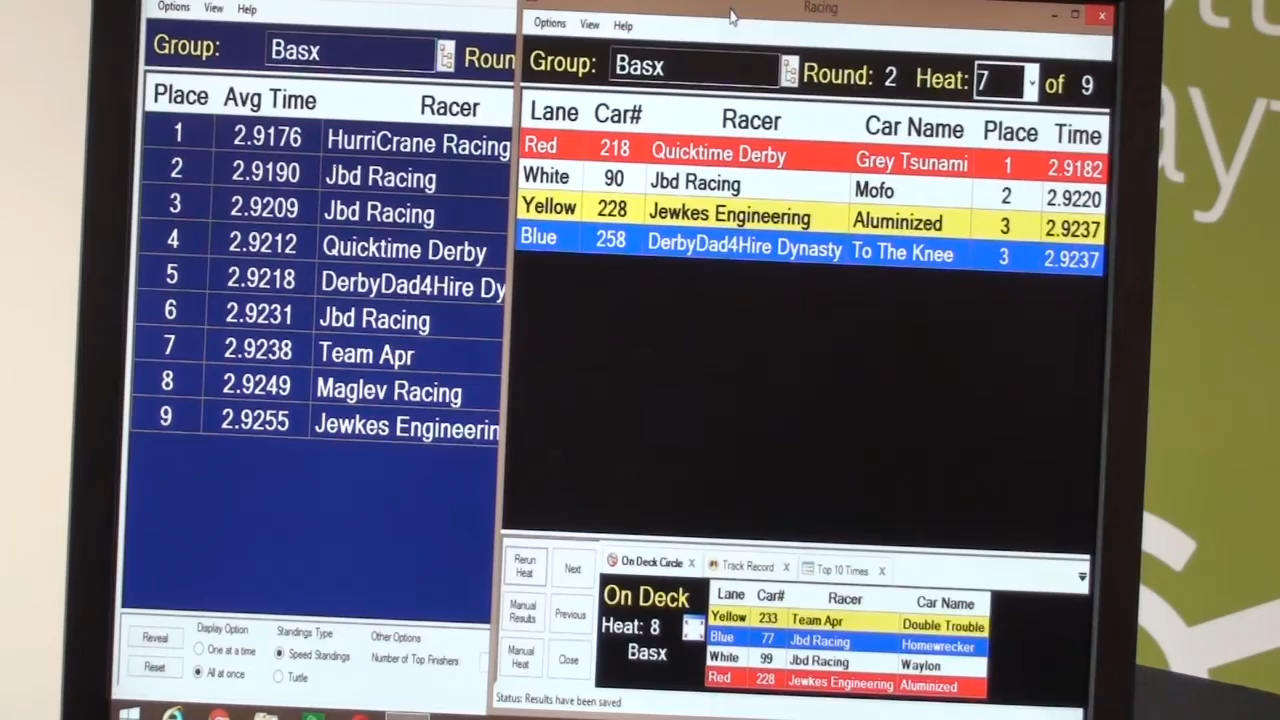 Options View Help
Group: Basx Roun
Place Avg Time Racer
1 2.9176 HurriCrane Racing
2 2.9190 Jbd Racing
3 2.9209 Jbd Racing
4 2.9212 Quicktime Derby
5 2.9218 DerbyDad4Hire Dy
6 2.9231 Jbd Racing
7 2.9238 Team Apr
8 2.9249 Maglev Racing
9 2.9255 Jewkes Engineerin
Reveal
Reset
Display Option
One at a time
All at once
Standings Type
Speed Standings
Turtle
Other Options
Number of Top Finishers
Racing
Options View Help
Group: Basx Round: 2 Heat: 7 of 9
Lane Car# Racer Car Name Place Time
Red 218 Quicktime Derby Grey Tsunami 1 2.9182
White 90 Jbd Racing Mofo 2 2.9220
Yellow 228 Jewkes Engineering Aluminized 3 2.9237
Blue 258 DerbyDad4Hire Dynasty To The Knee 3 2.9237
Rerun Heat
Next
Manual Results
Previous
Manual Heat
Close
On Deck Circle X Track Record X Top 10 Times X
On Deck
Heat: 8
Basx
Lane Car# Racer Car Name
Yellow 233 Team Apr Double Trouble
Blue 77 Jbd Racing Homewrecker
White 99 Jbd Racing Waylon
Red 228 Jewkes Engineering Aluminized
Status: Results have been saved